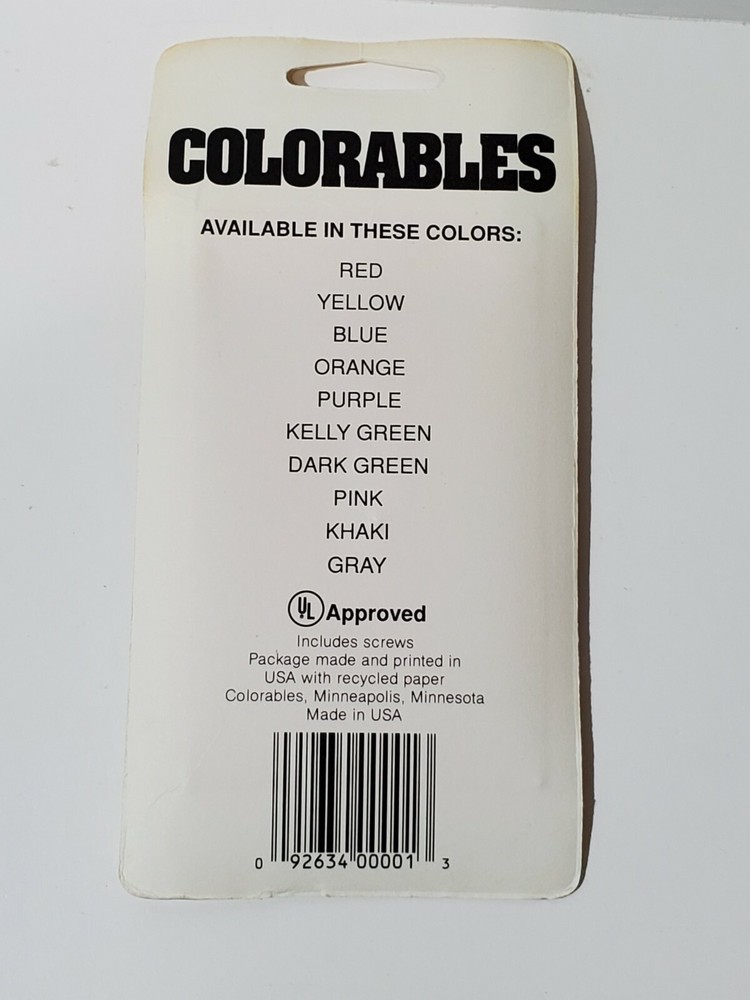 COLORABLES
AVAILABLE IN THESE COLORS:
RED
YELLOW
BLUE
ORANGE
PURPLE
KELLY GREEN
DARK GREEN
PINK
KHAKI
GRAY
UL Approved
Includes screws
Package made and printed in
USA with recycled paper
Colorables, Minneapolis, Minnesota
Made in USA
0 92634 00001 3